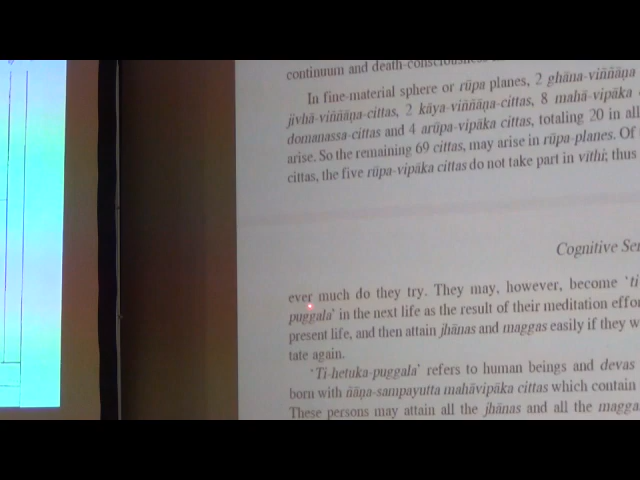 continuum and death-consciousness
In fine-material sphere or rūpa planes, 2 ghāna-viññāṇa
jivhā-viññāṇa-cittas, 2 kāya-viññāṇa-cittas, 8 mahā-vipāka
domanassa-cittas and 4 arūpa-vipāka cittas, totaling 20 in all
arise. So the remaining 69 cittas, may arise in rūpa-planes. Of
cittas, the five rūpa-vipāka cittas do not take part in vīthi; thus
Cognitive Ser
ever much do they try. They may, however, become ‘ti
puggala’ in the next life as the result of their meditation effor
present life, and then attain jhānas and maggas easily if they w
tate again.
‘Ti-hetuka-puggala’ refers to human beings and devas
born with ñāṇa-sampayutta mahāvipāka cittas which contain
These persons may attain all the jhānas and all the magga